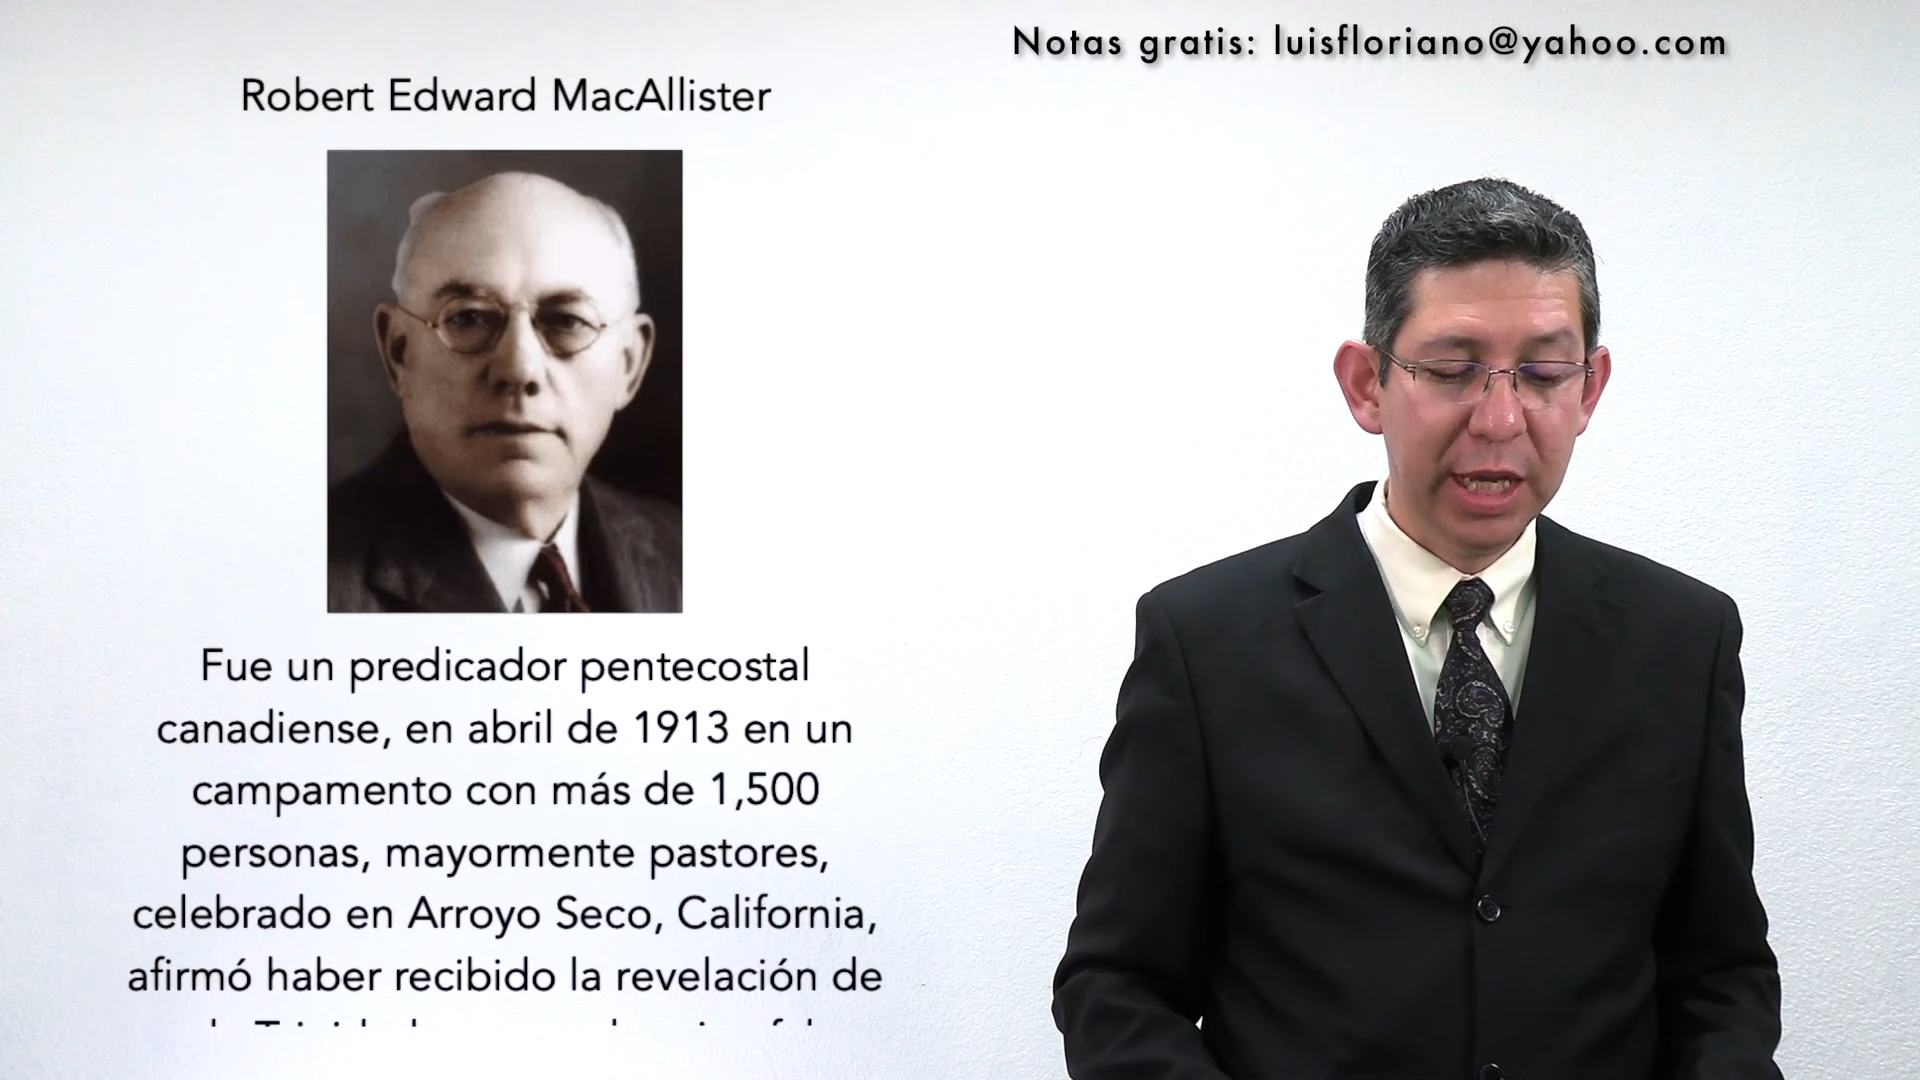 Notas gratis: luisfloriano@yahoo.com
Robert Edward MacAllister
Fue un predicador pentecostal
canadiense, en abril de 1913 en un
campamento con más de 1,500
personas, mayormente pastores,
celebrado en Arroyo Seco, California,
afirmó haber recibido la revelación de